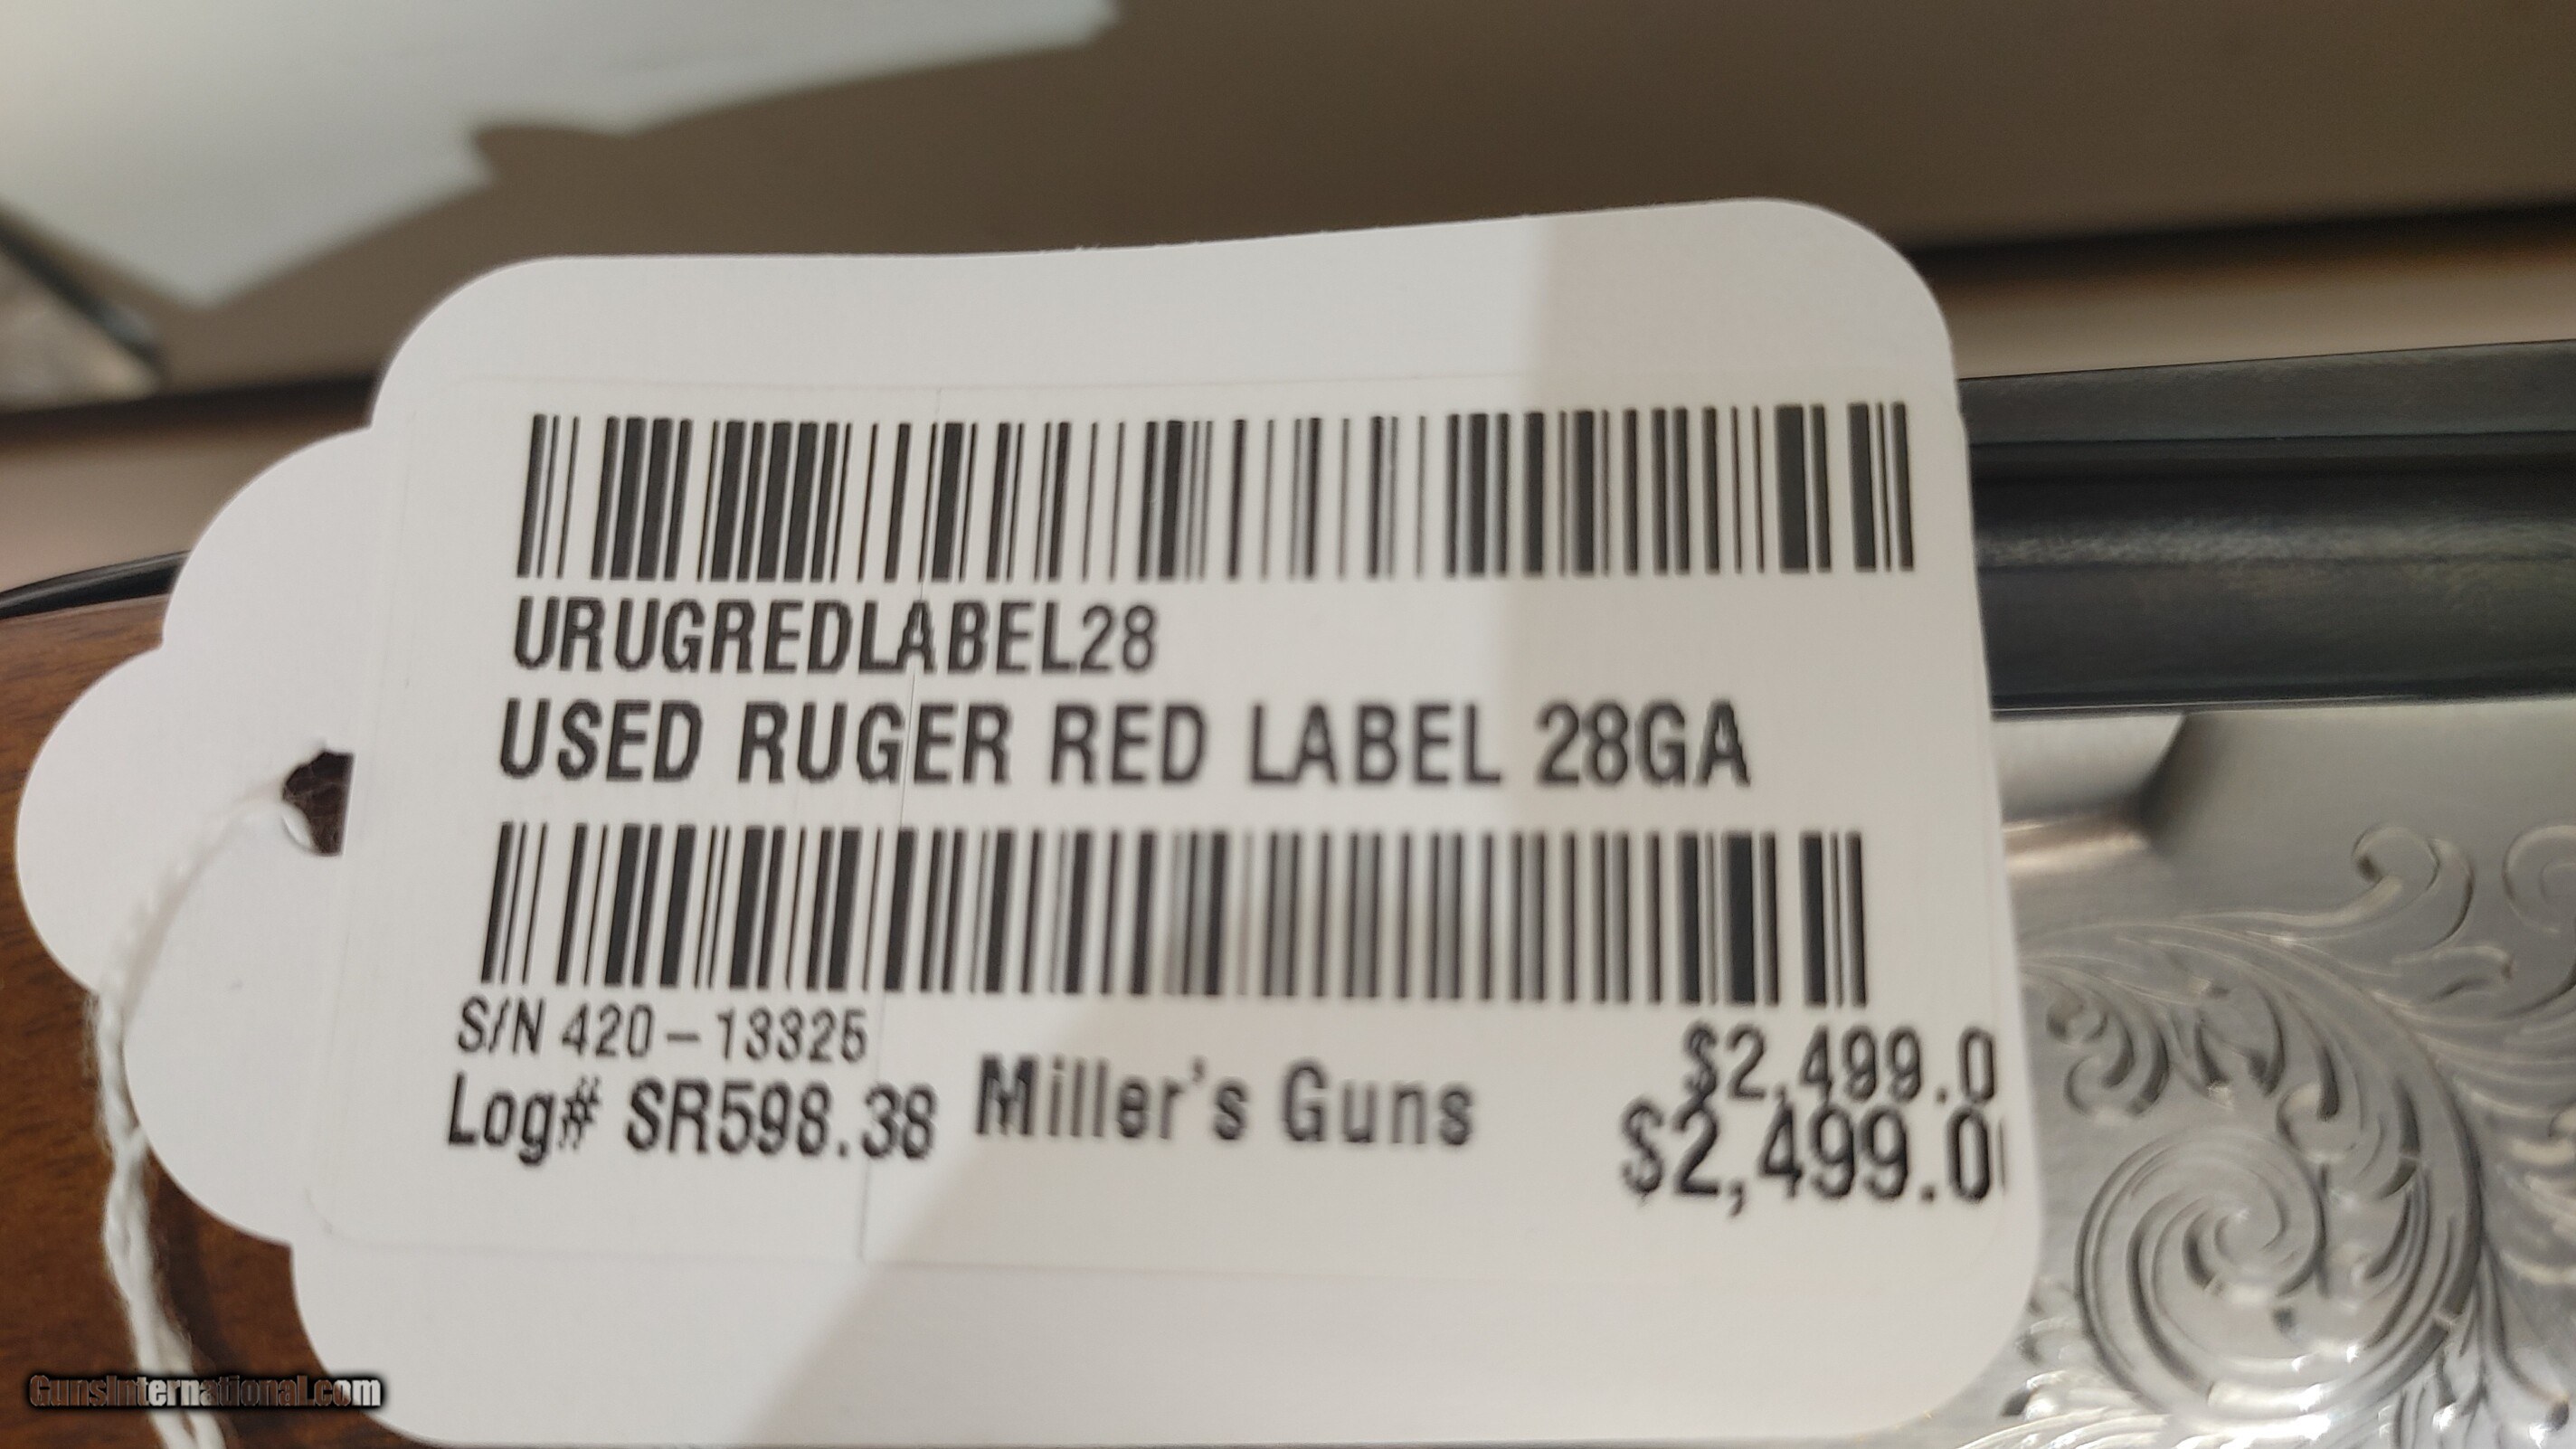 URUGREDLABEL28
USED RUGER RED LABEL 28GA
S/N 420-13325
$2,499.0
Log# SR598.38 Miller's Guns
$2,499.0
GunsInternational.com